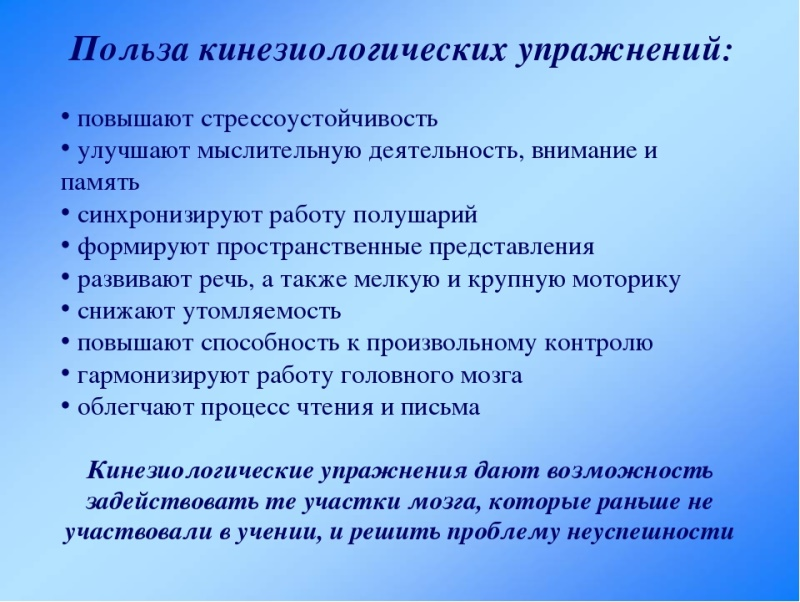 Польза кинезиологических упражнений:
• повышают стрессоустойчивость
• улучшают мыслительную деятельность, внимание и
память
• синхронизируют работу полушарий
• формируют пространственные представления
• развивают речь, а также мелкую и крупную моторику
• снижают утомляемость
• повышают способность к произвольному контролю
• гармонизируют работу головного мозга
• облегчают процесс чтения и письма
Кинезиологические упражнения дают возможность
задействовать те участки мозга, которые раньше не
участвовали в учении, и решить проблему неуспешности